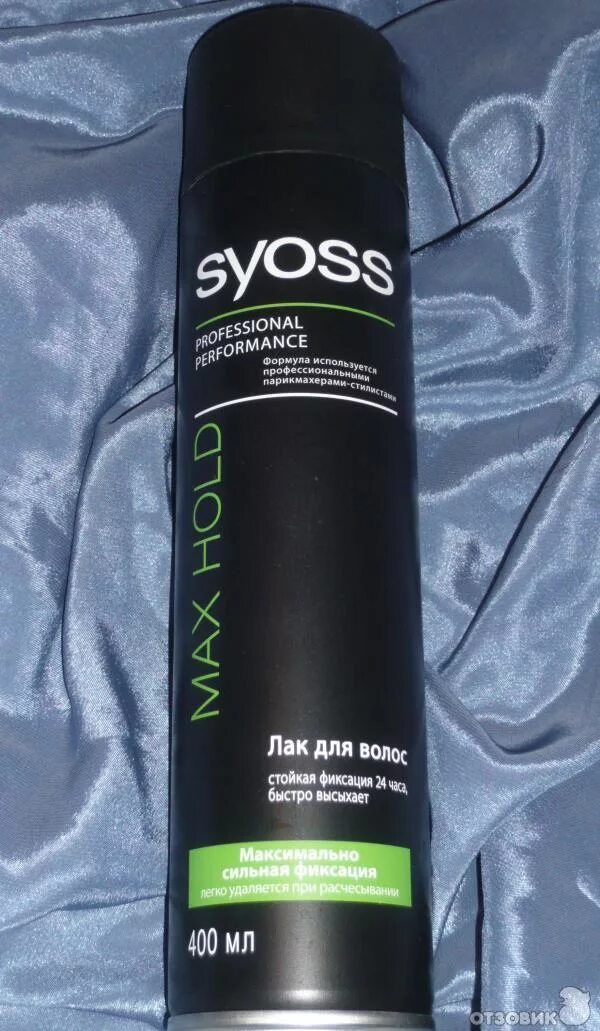 syoss
PROFESSIONAL
PERFORMANCE
Формула используется
профессиональными
парикмахерами-стилистами
MAX HOLD
Лак для волос
стойкая фиксация 24 часа,
быстро высыхает
Максимально
сильная фиксация
легко удаляется при расчесывании
400 мл
ОТЗОВИК